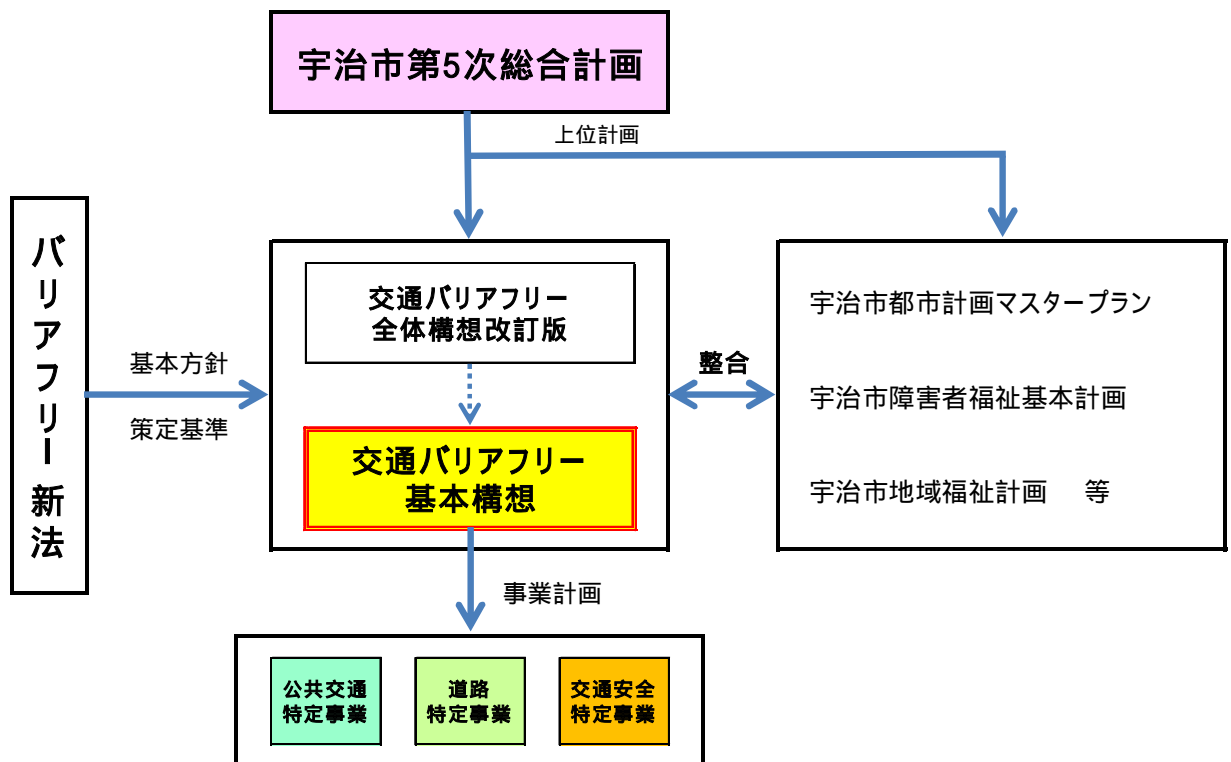 宇治市第5次総合計画
上位計画
バリアフリー新法
基本方針
策定基準
交通バリアフリー
全体構想改訂版
交通バリアフリー
基本構想
整合
宇治市都市計画マスタープラン
宇治市障害者福祉基本計画
宇治市地域福祉計画 等
事業計画
公共交通
特定事業
道路
特定事業
交通安全
特定事業